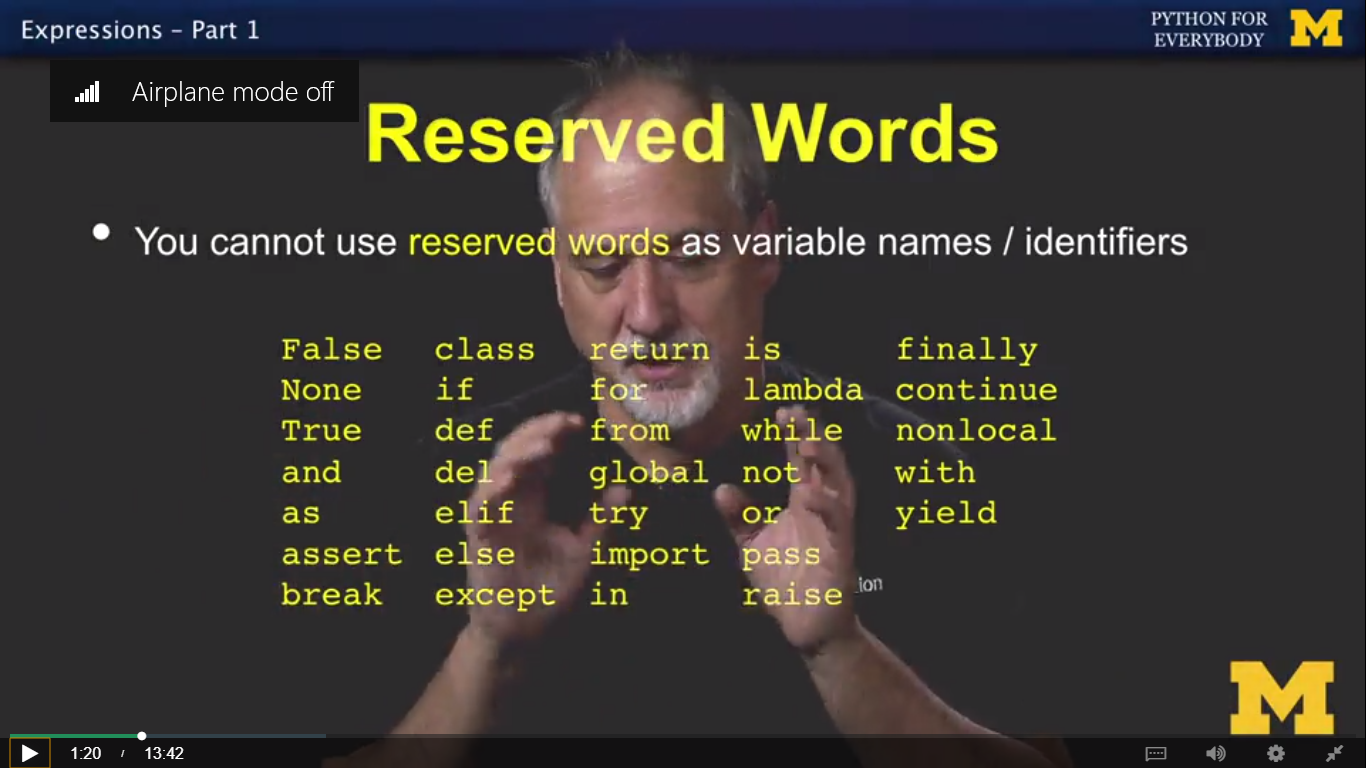 Expressions – Part 1
PYTHON FOR
EVERYBODY
M
Airplane mode off
Reserved Words
• You cannot use reserved words as variable names / identifiers
False class return is finally
None if for lambda continue
True def from while nonlocal
and del global not with
as elif try or yield
assert else import pass
break except in raise
M
1:20 / 13:42